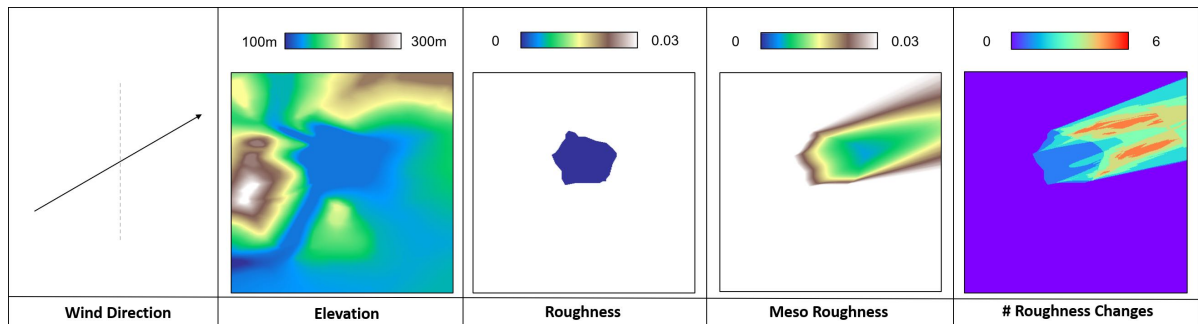 100m 300m
0 0.03
0 0.03
0 6
Wind Direction
Elevation
Roughness
Meso Roughness
# Roughness Changes